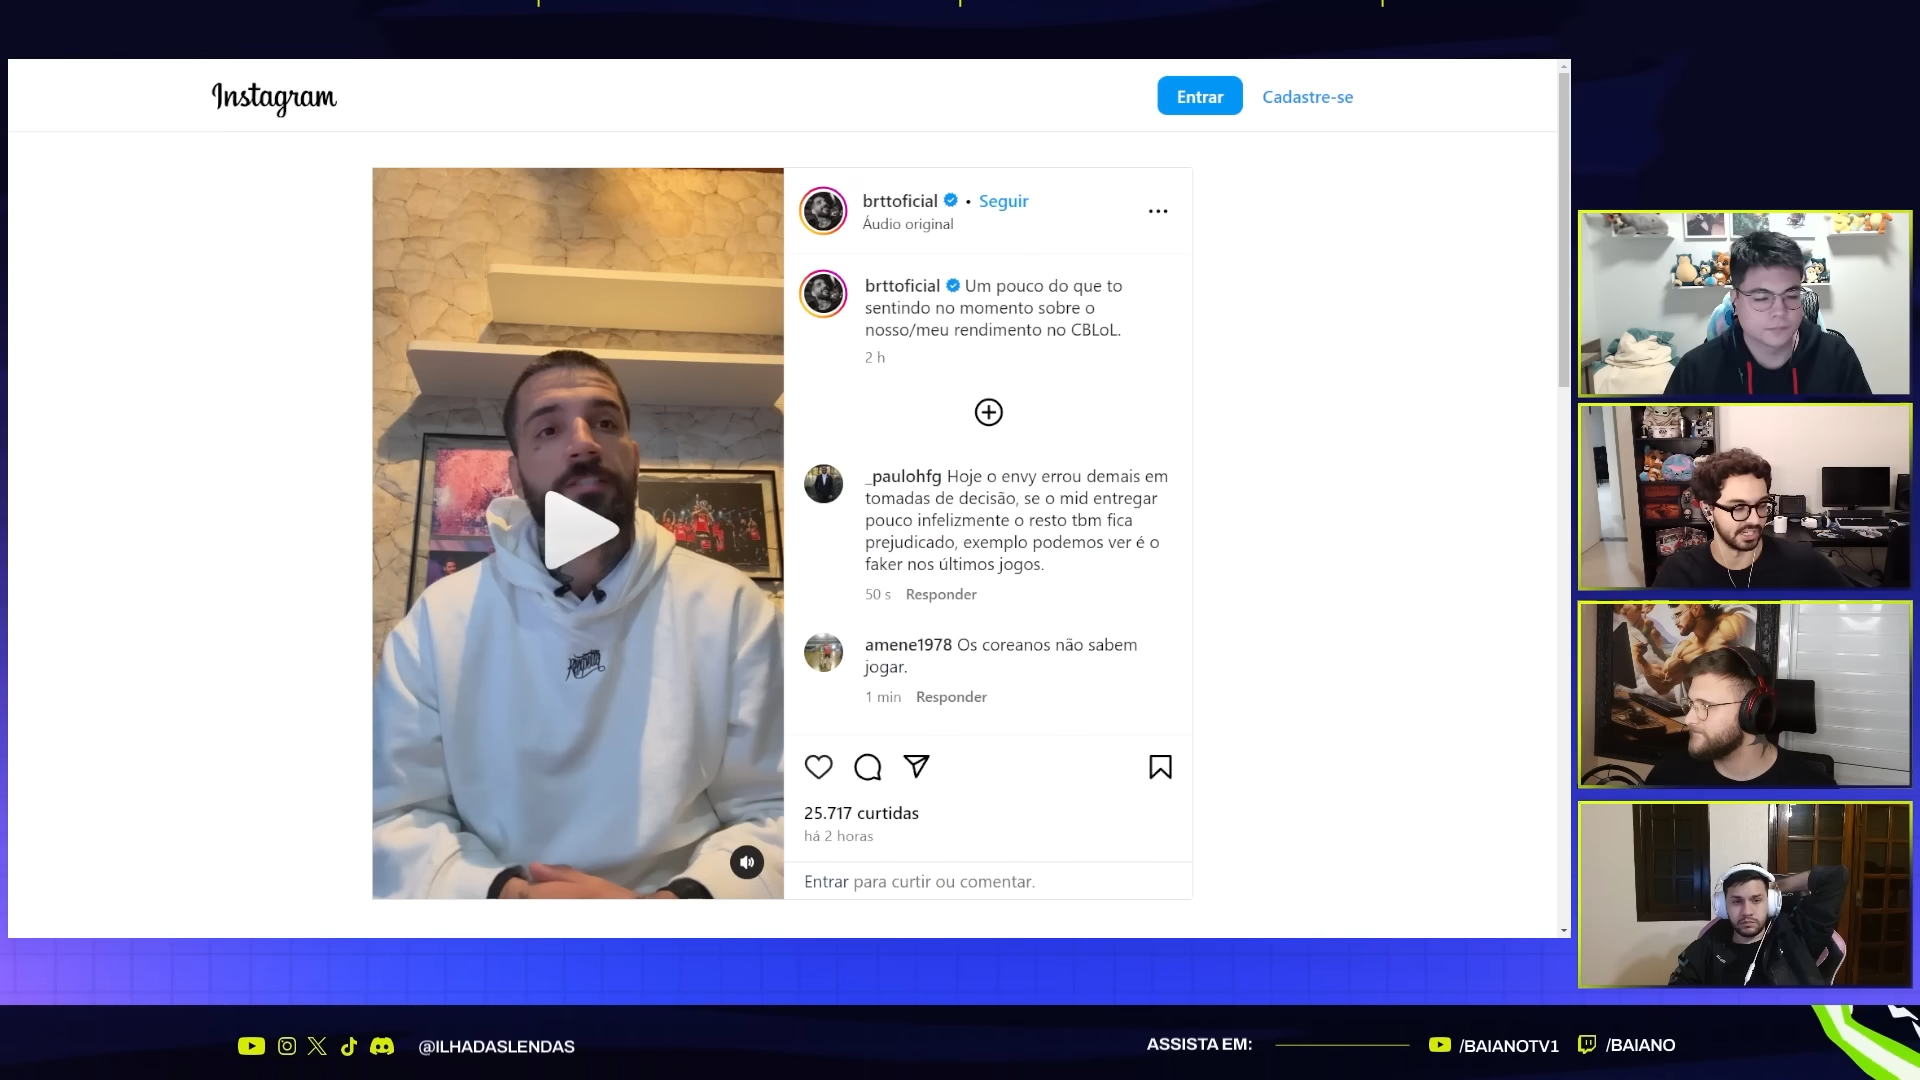 Instagram
Entrar
Cadastre-se
brttoficial • Seguir
Áudio original
brttoficial Um pouco do que to
sentindo no momento sobre o
nosso/meu rendimento no CBLoL.
2 h
_paulohfg Hoje o envy errou demais em
tomadas de decisão, se o mid entregar
pouco infelizmente o resto tbm fica
prejudicado, exemplo podemos ver é o
faker nos últimos jogos.
50 s Responder
amene1978 Os coreanos não sabem
jogar.
1 min Responder
25.717 curtidas
há 2 horas
Entrar para curtir ou comentar.
@ILHADASLENDAS
ASSISTA EM:
/BAIANOTV1
/BAIANO